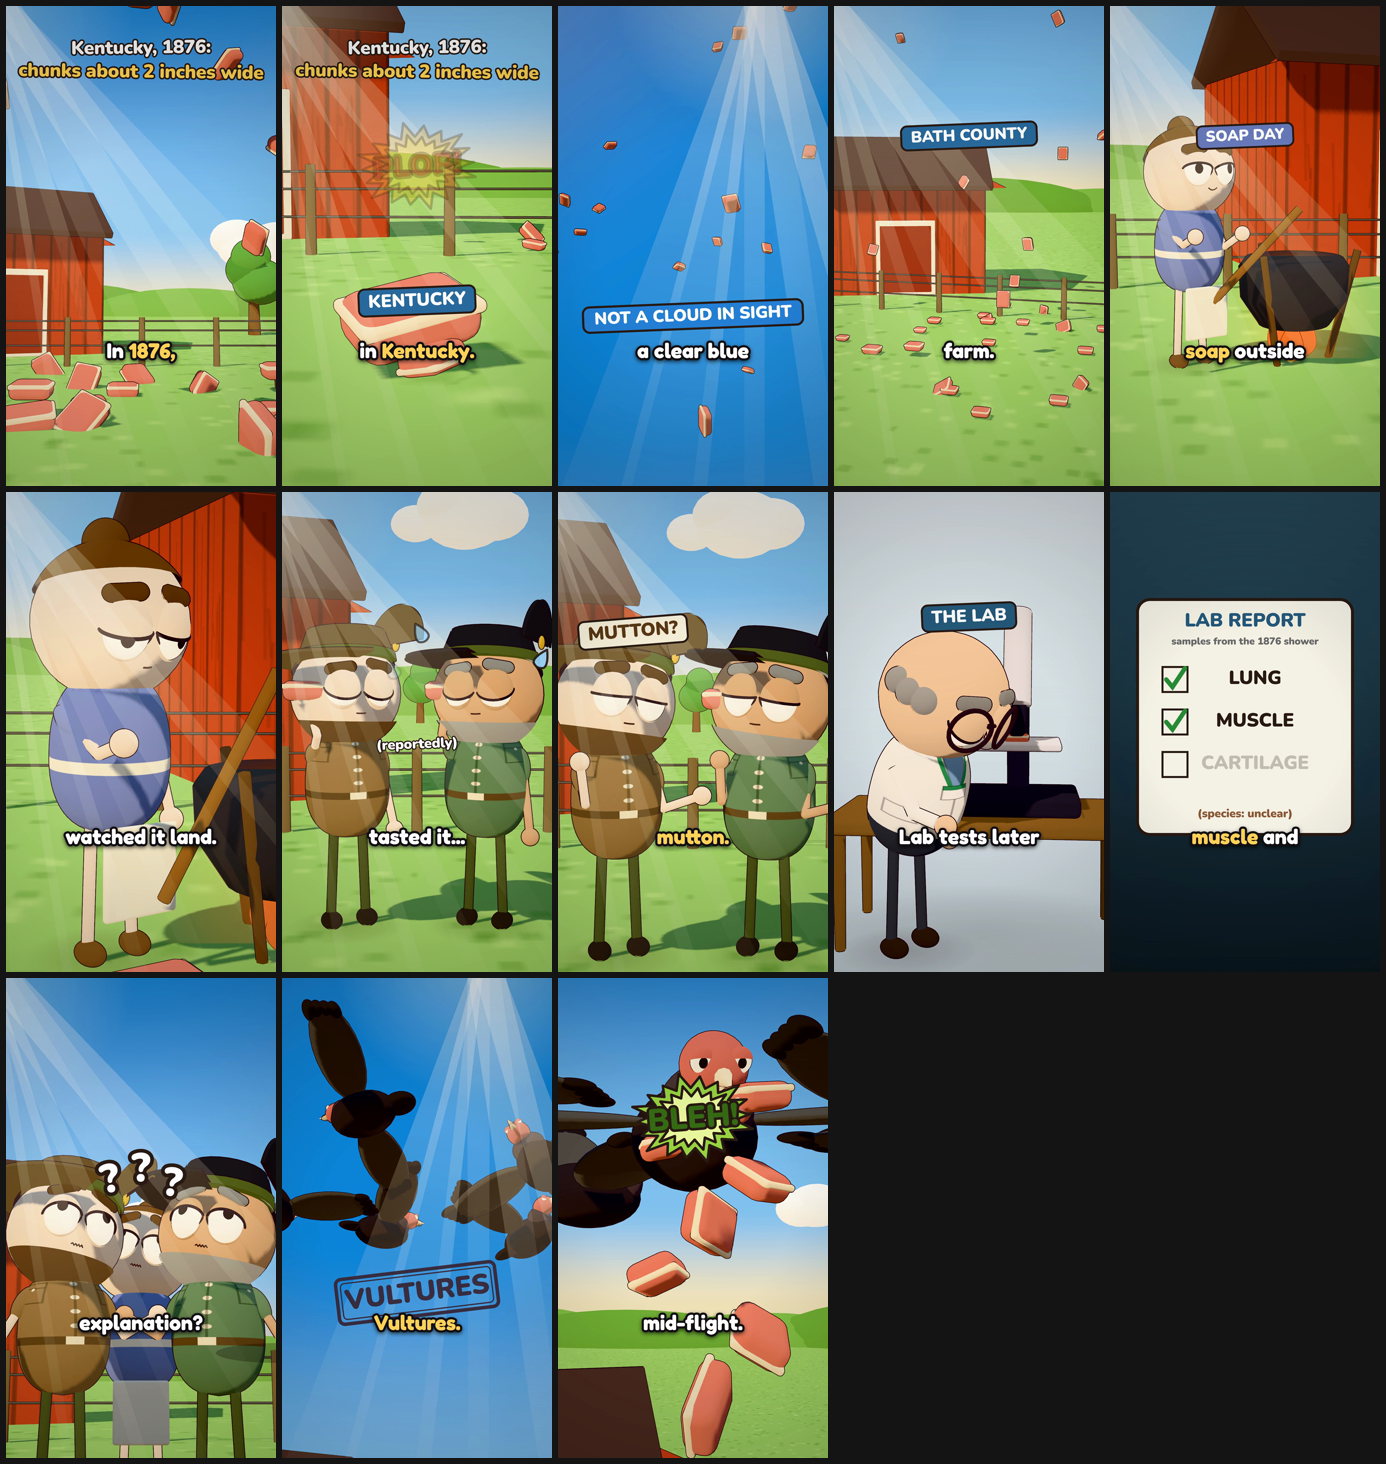 Kentucky, 1876:
chunks about 2 inches wide
In 1876,
Kentucky, 1876:
chunks about 2 inches wide
KENTUCKY
in Kentucky.
NOT A CLOUD IN SIGHT
a clear blue
BATH COUNTY
farm.
SOAP DAY
soap outside
watched it land.
(reportedly)
tasted it...
MUTTON?
mutton.
THE LAB
Lab tests later
LAB REPORT
samples from the 1876 shower
LUNG
MUSCLE
CARTILAGE
(species: unclear)
muscle and
? ? ?
explanation?
VULTURES
Vultures.
BLEH!
mid-flight.